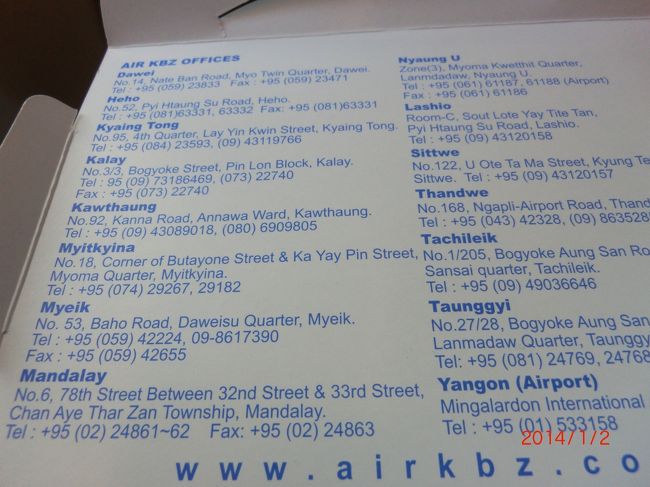 AIR KBZ OFFICES
Dawei
No.14, Nate Ban Road, Myo Twin Quarter, Dawei.
Tel : +95 (059) 23833 Fax : +95 (059) 23471
Heho
No.52, Pyi Htaung Su Road, Heho.
Tel : +95 (081)63331, 63332 Fax: +95 (081)63331
Kyaing Tong
No.95, 4th Quarter, Lay Yin Kwin Street, Kyaing Tong.
Tel : +95 (084) 23593, (09) 43119766
Kalay
No.3/3, Bogyoke Street, Pin Lon Block, Kalay.
Tel : 95 (09) 73186469, (073) 22740
Fax : +95 (073) 22740
Kawthaung
No.92, Kanna Road, Annawa Ward, Kawthaung.
Tel : +95 (09) 43089018, (080) 6909805
Myitkyina
No.18, Corner of Butayone Street & Ka Yay Pin Street,
Myoma Quarter, Myitkyina.
Tel : +95 (074) 29267, 29182
Myeik
No. 53, Baho Road, Daweisu Quarter, Myeik.
Tel : +95 (059) 42224, 09-8617390
Fax : +95 (059) 42655
Mandalay
No.6, 78th Street Between 32nd Street & 33rd Street,
Chan Aye Thar Zan Township, Mandalay.
Tel : +95 (02) 24861~62 Fax: +95 (02) 24863
Nyaung U
Zone(3), Myoma Kwetthit Quarter,
Lanmdadaw, Nyaung U.
Tel : +95 (061) 61187, 61188 (Airport)
Fax : +95 (061) 61186
Lashio
Room-C, Sout Lote Yay Tite Tan,
Pyi Htaung Su Road, Lashio.
Tel : +95 (09) 43120158
Sittwe
No.122, U Ote Ta Ma Street, Kyung Te
Sittwe. Tel : +95 (09) 43120157
Thandwe
No.168, Ngapli-Airport Road, Thand
Tel : +95 (043) 42328, (09) 8635285
Tachileik
No.1/205, Bogyoke Aung San Ro
Sansai quarter, Tachileik.
Tel : +95 (09) 49036646
Taunggyi
No.27/28, Bogyoke Aung San
Lanmadaw Quarter, Taunggy
Tel: +95 (081) 24769, 24768
Yangon (Airport)
Mingalardon International
Tel : +95 (01) 533158
www.airkbz.co
2014/1/2